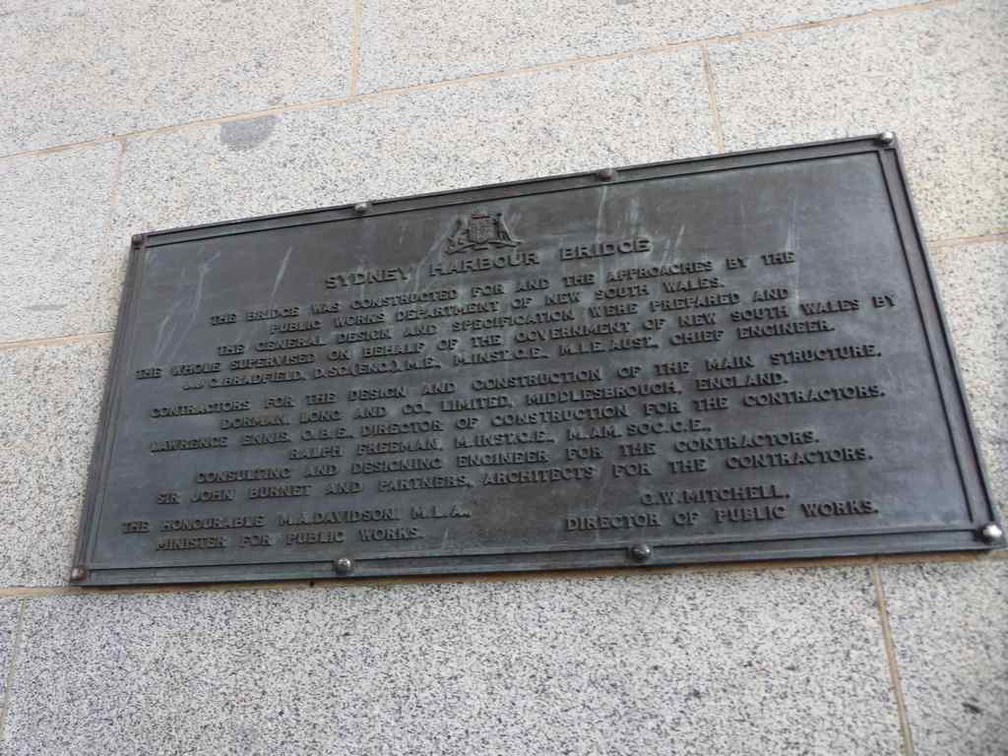 SYDNEY HARBOUR BRIDGE
THE BRIDGE WAS CONSTRUCTED FOR AND THE APPROACHES BY THE
PUBLIC WORKS DEPARTMENT OF NEW SOUTH WALES.
THE GENERAL DESIGN AND SPECIFICATION WERE PREPARED AND
THE WHOLE SUPERVISED ON BEHALF OF THE GOVERNMENT OF NEW SOUTH WALES BY
J.J.C. BRADFIELD, D.SC.(ENG.), M.E., M.INST.C.E., M.I.E.AUST., CHIEF ENGINEER.
CONTRACTORS FOR THE DESIGN AND CONSTRUCTION OF THE MAIN STRUCTURE,
DORMAN, LONG AND CO., LIMITED, MIDDLESBROUGH, ENGLAND.
LAWRENCE ENNIS, O.B.E., DIRECTOR OF CONSTRUCTION FOR THE CONTRACTORS.
RALPH FREEMAN, M.INST.C.E., M.AM.SOC.C.E.,
CONSULTING AND DESIGNING ENGINEER FOR THE CONTRACTORS.
SIR JOHN BURNET AND PARTNERS, ARCHITECTS FOR THE CONTRACTORS.
THE HONOURABLE M.A.DAVIDSON, M.L.A.,
MINISTER FOR PUBLIC WORKS.
G.W.MITCHELL,
DIRECTOR OF PUBLIC WORKS.